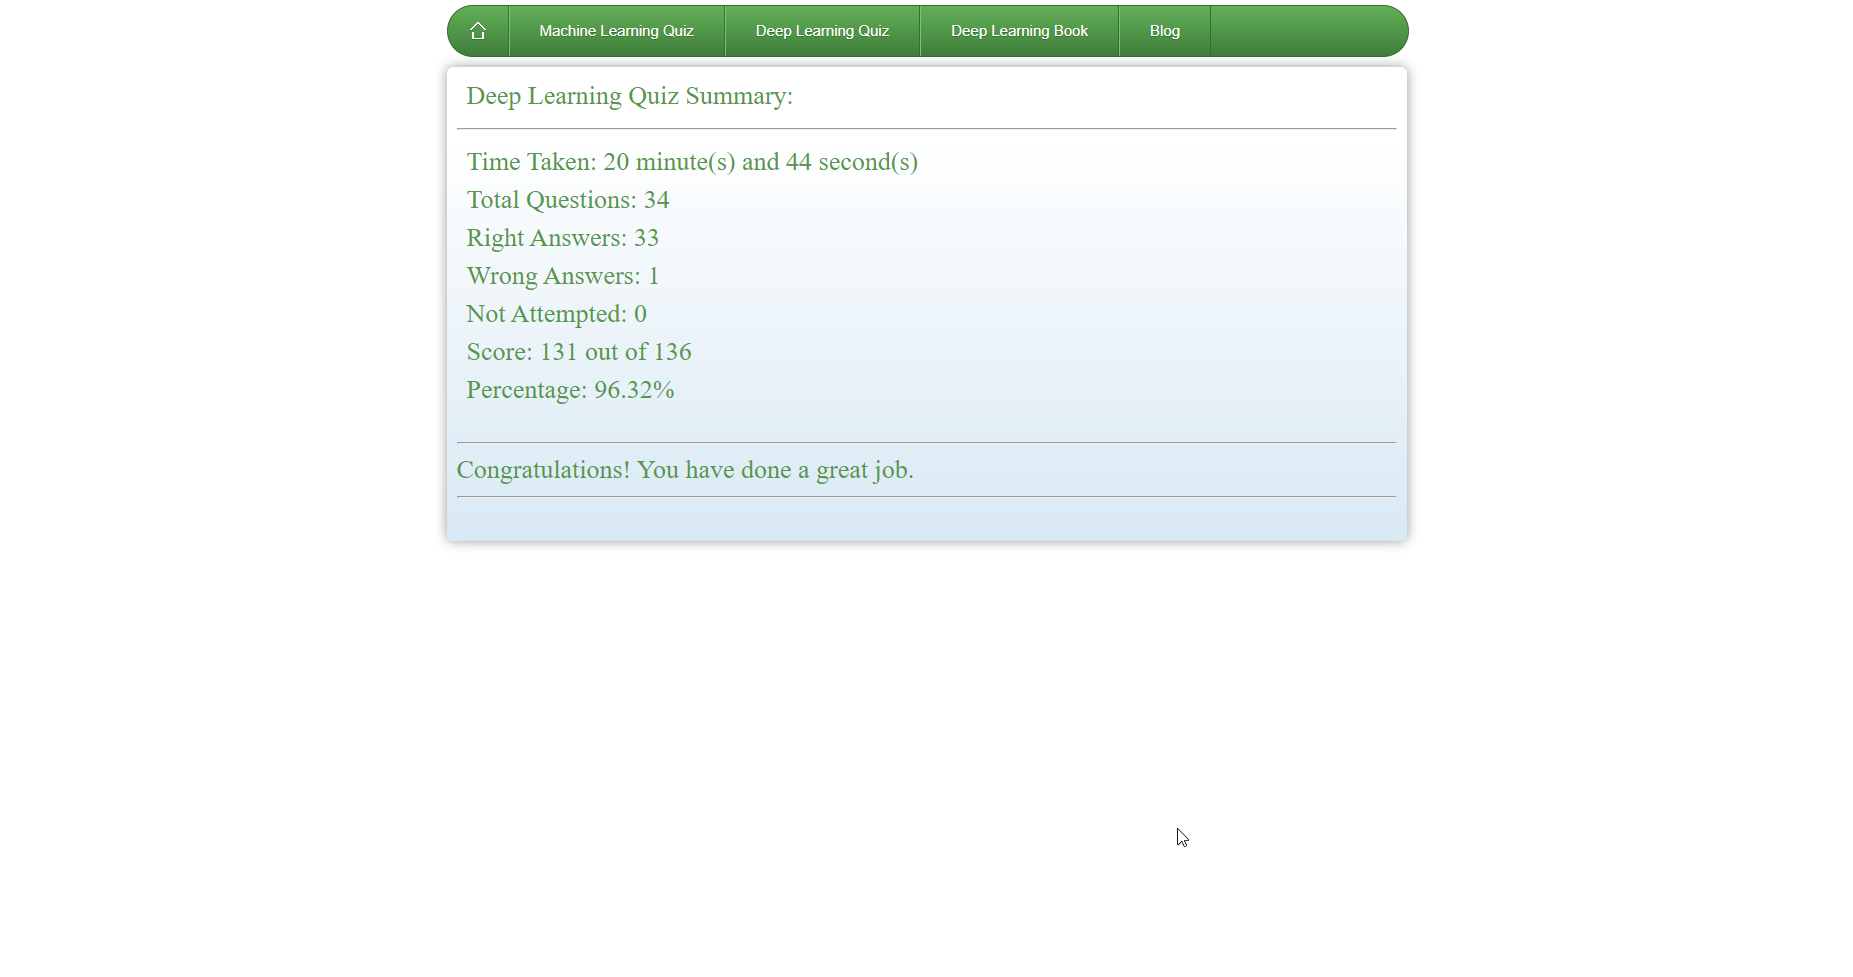 Machine Learning Quiz Deep Learning Quiz Deep Learning Book Blog
Deep Learning Quiz Summary:
Time Taken: 20 minute(s) and 44 second(s)
Total Questions: 34
Right Answers: 33
Wrong Answers: 1
Not Attempted: 0
Score: 131 out of 136
Percentage: 96.32%
Congratulations! You have done a great job.